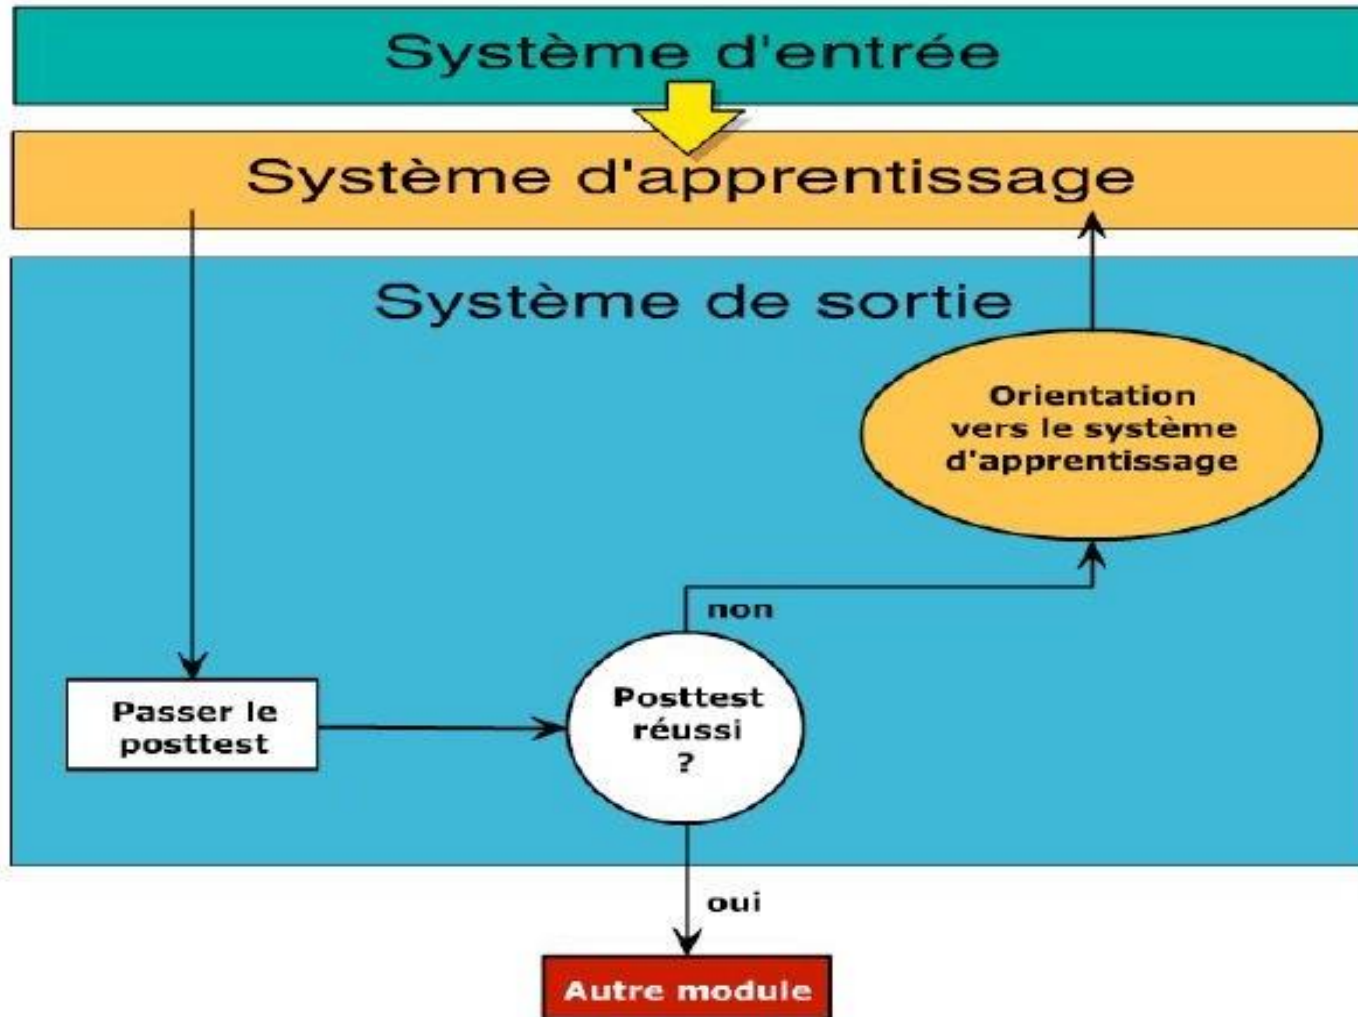 Système d'entrée
Système d'apprentissage
Système de sortie
Orientation
vers le système
d'apprentissage
non
Passer le
posttest
Posttest
réussi
?
oui
Autre module